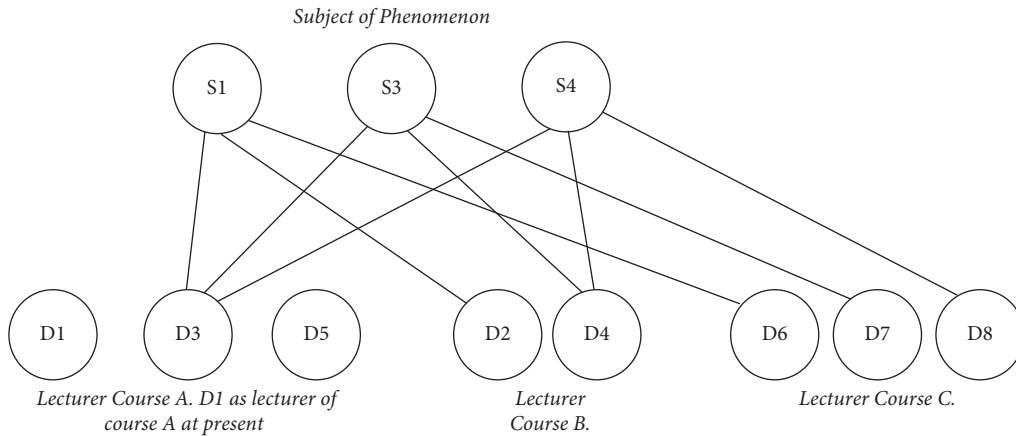 Subject of Phenomenon
S1 S3 S4
D1 D3 D5 D2 D4 D6 D7 D8
Lecturer Course A. D1 as lecturer of
course A at present
Lecturer
Course B.
Lecturer Course C.